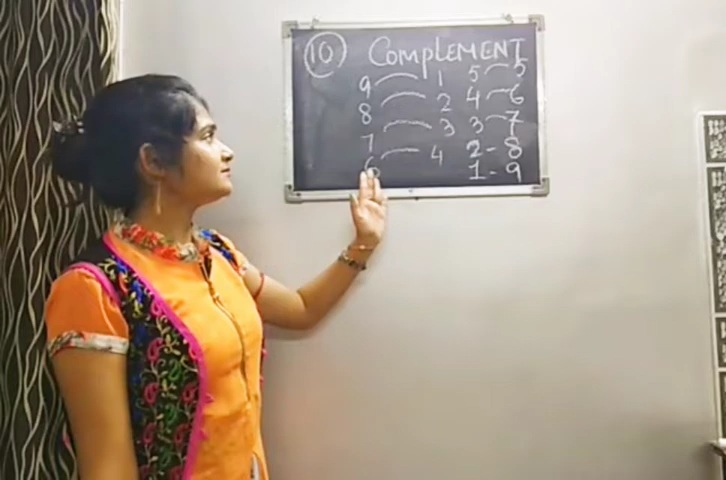 10 COMPLEMENT
9 ⁀ 1 5 ⁀ 5
8 ⁀ 2 4 ⁀ 6
7 ⁀ 3 3 ⁀ 7
6 ⁀ 4 2 - 8
1 - 9